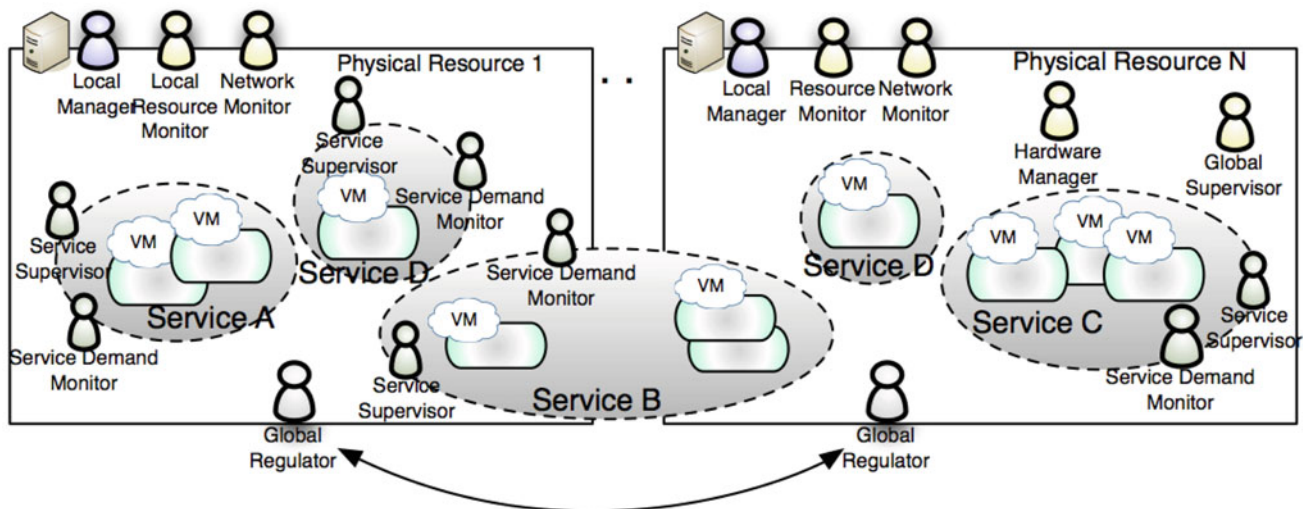 Physical Resource 1
Local
Manager
Local
Resource
Monitor
Network
Monitor
. .
Physical Resource N
Local
Manager
Resource
Monitor
Network
Monitor
Hardware
Manager
Global
Supervisor
Service
Supervisor
VM
Service Demand
Monitor
Service D
Service
Supervisor
VM
VM
Service A
Service Demand
Monitor
Service Demand
Monitor
VM
VM
Service
Supervisor
Service B
VM
Service D
VM
VM
VM
Service C
Service
Supervisor
Service Demand
Monitor
Global
Regulator
Global
Regulator